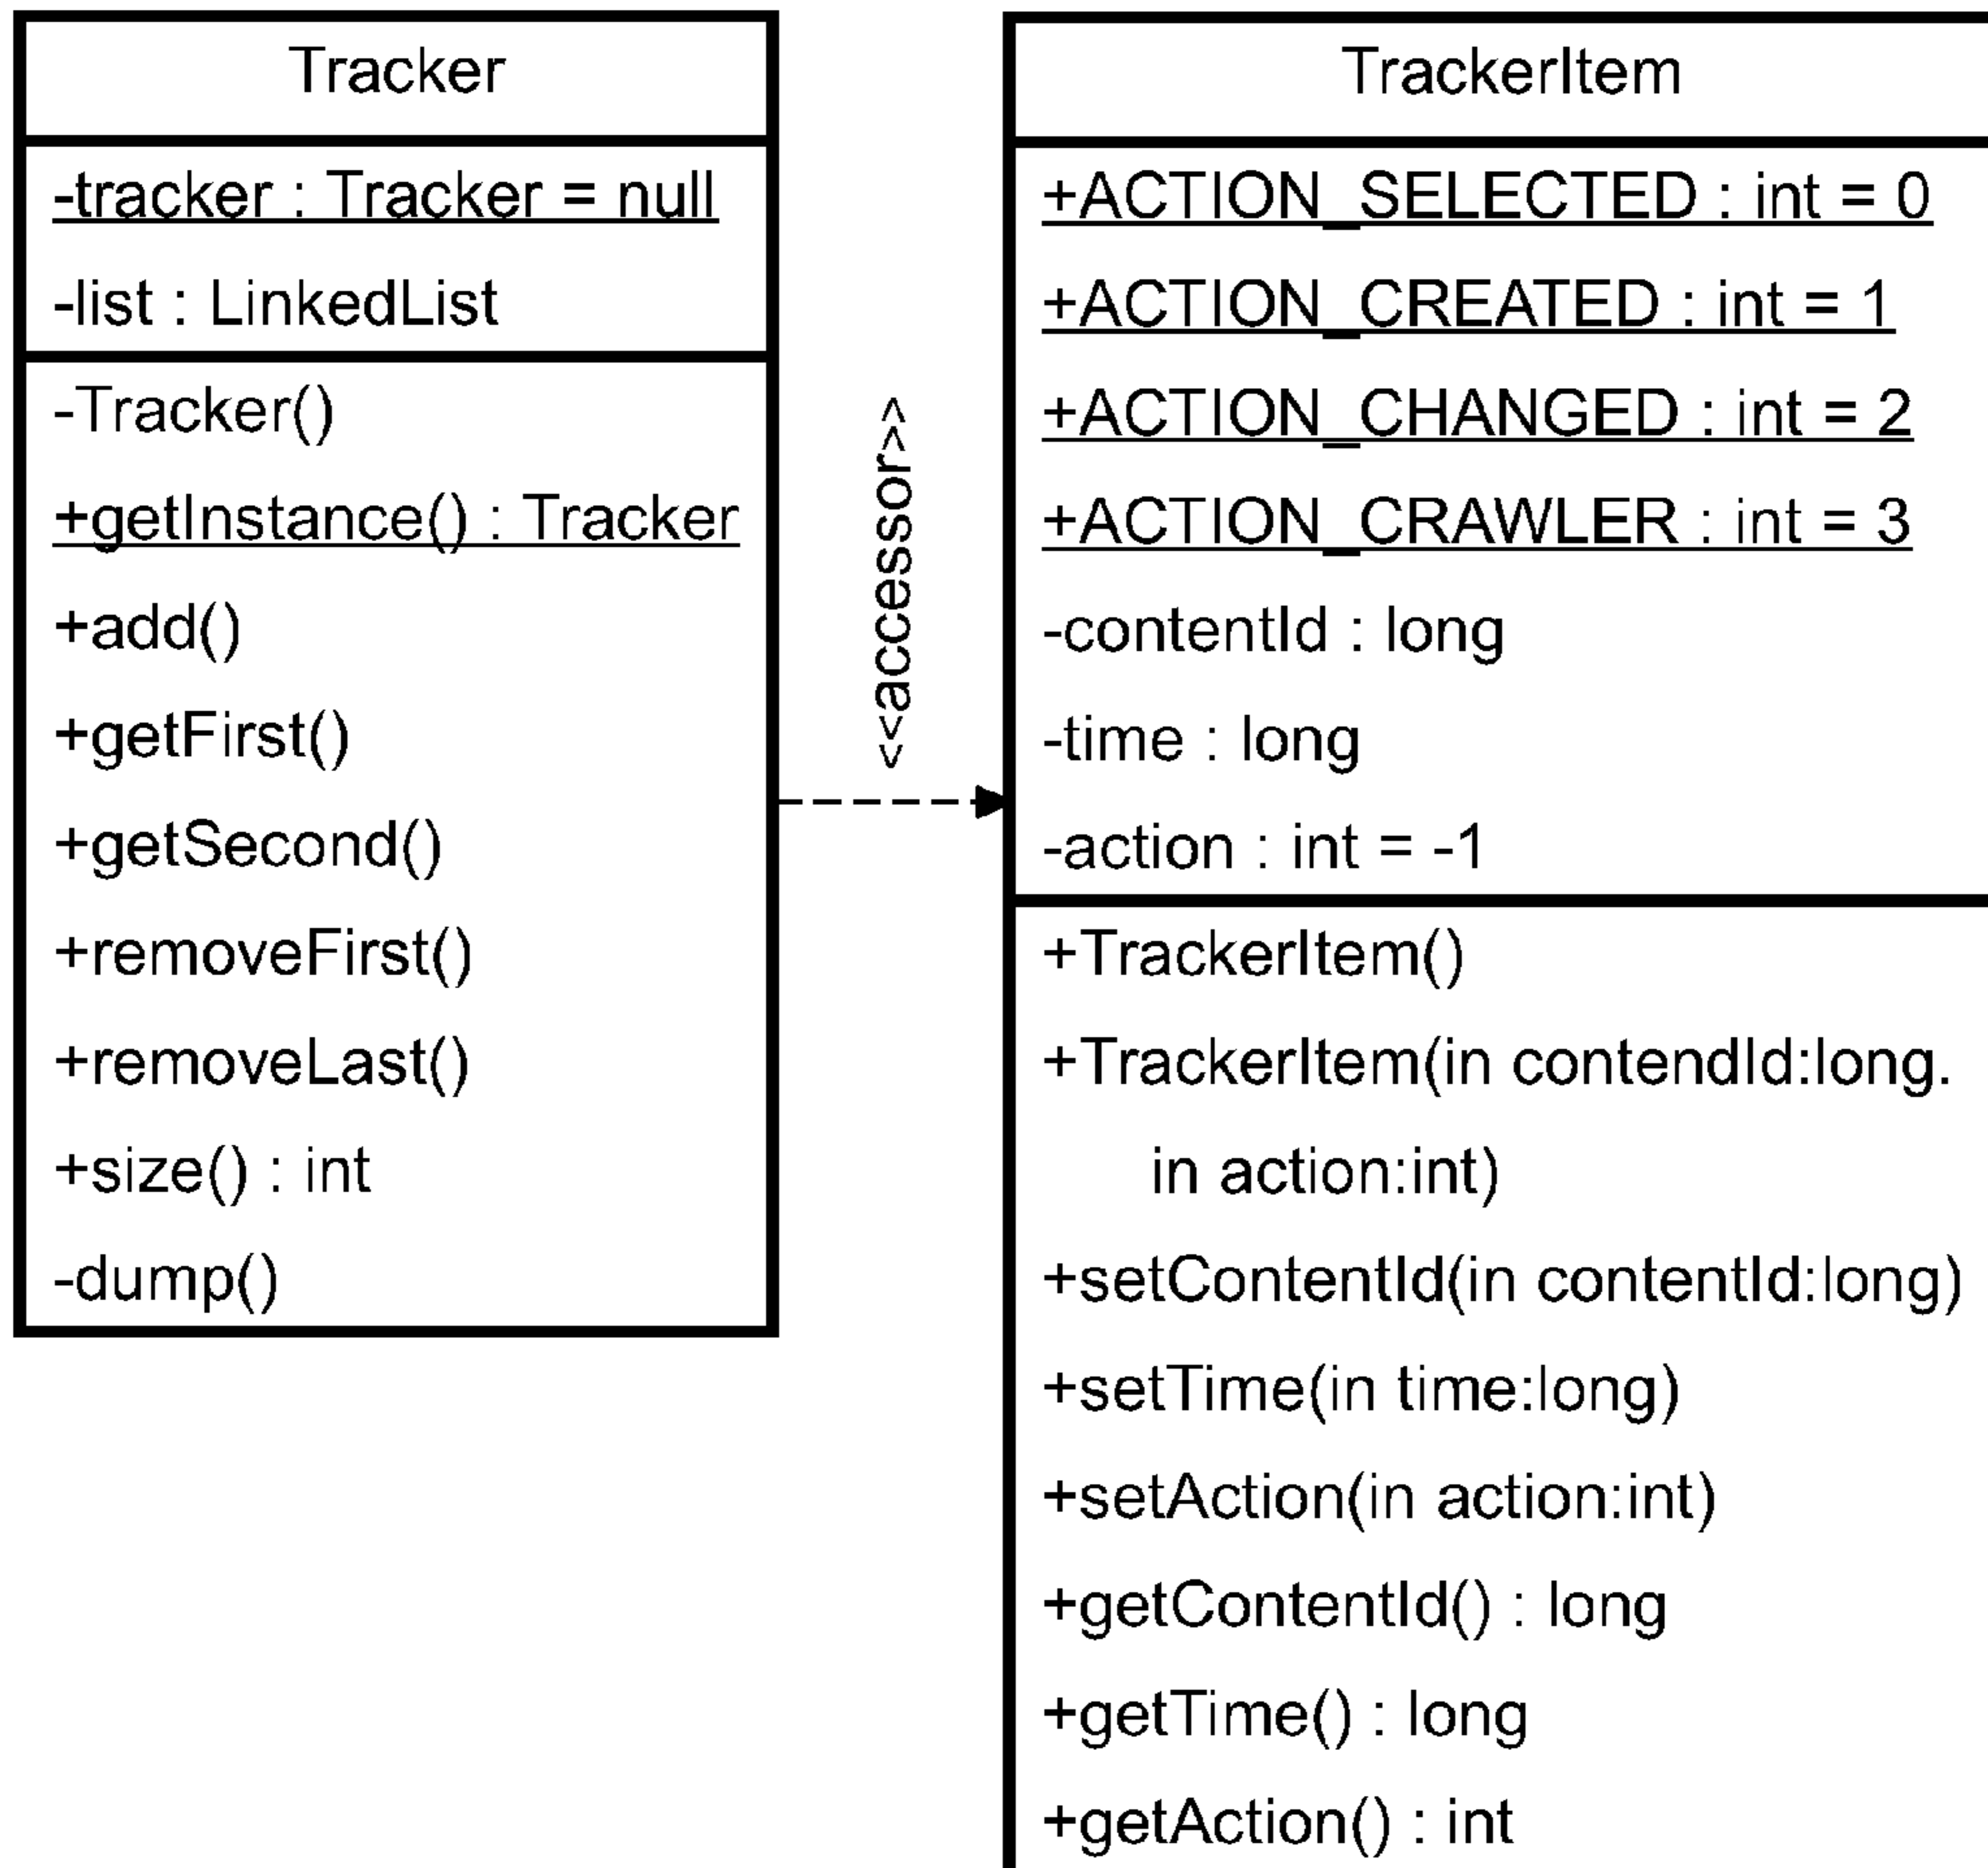 Tracker
-tracker : Tracker = null
-list : LinkedList
-Tracker()
+getInstance() : Tracker
+add()
+getFirst()
+getSecond()
+removeFirst()
+removeLast()
+size() : int
-dump()
<<accessor>>
TrackerItem
+ACTION_SELECTED : int = 0
+ACTION_CREATED : int = 1
+ACTION_CHANGED : int = 2
+ACTION_CRAWLER : int = 3
-contentId : long
-time : long
-action : int = -1
+TrackerItem()
+TrackerItem(in contendId:long.
in action:int)
+setContentId(in contentId:long)
+setTime(in time:long)
+setAction(in action:int)
+getContentId() : long
+getTime() : long
+getAction() : int